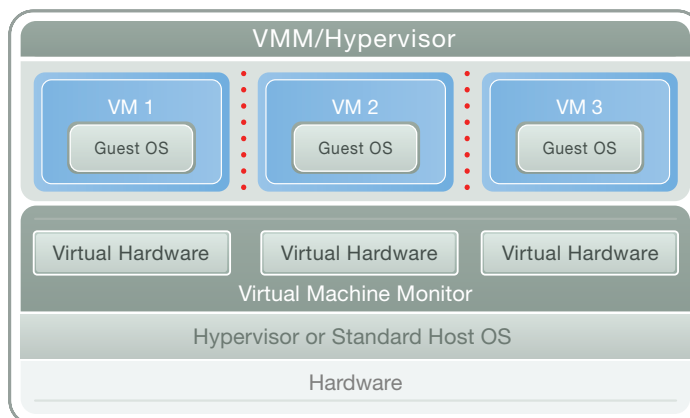 VMM/Hypervisor
VM 1
VM 2
VM 3
Guest OS
Guest OS
Guest OS
Virtual Hardware
Virtual Hardware
Virtual Hardware
Virtual Machine Monitor
Hypervisor or Standard Host OS
Hardware